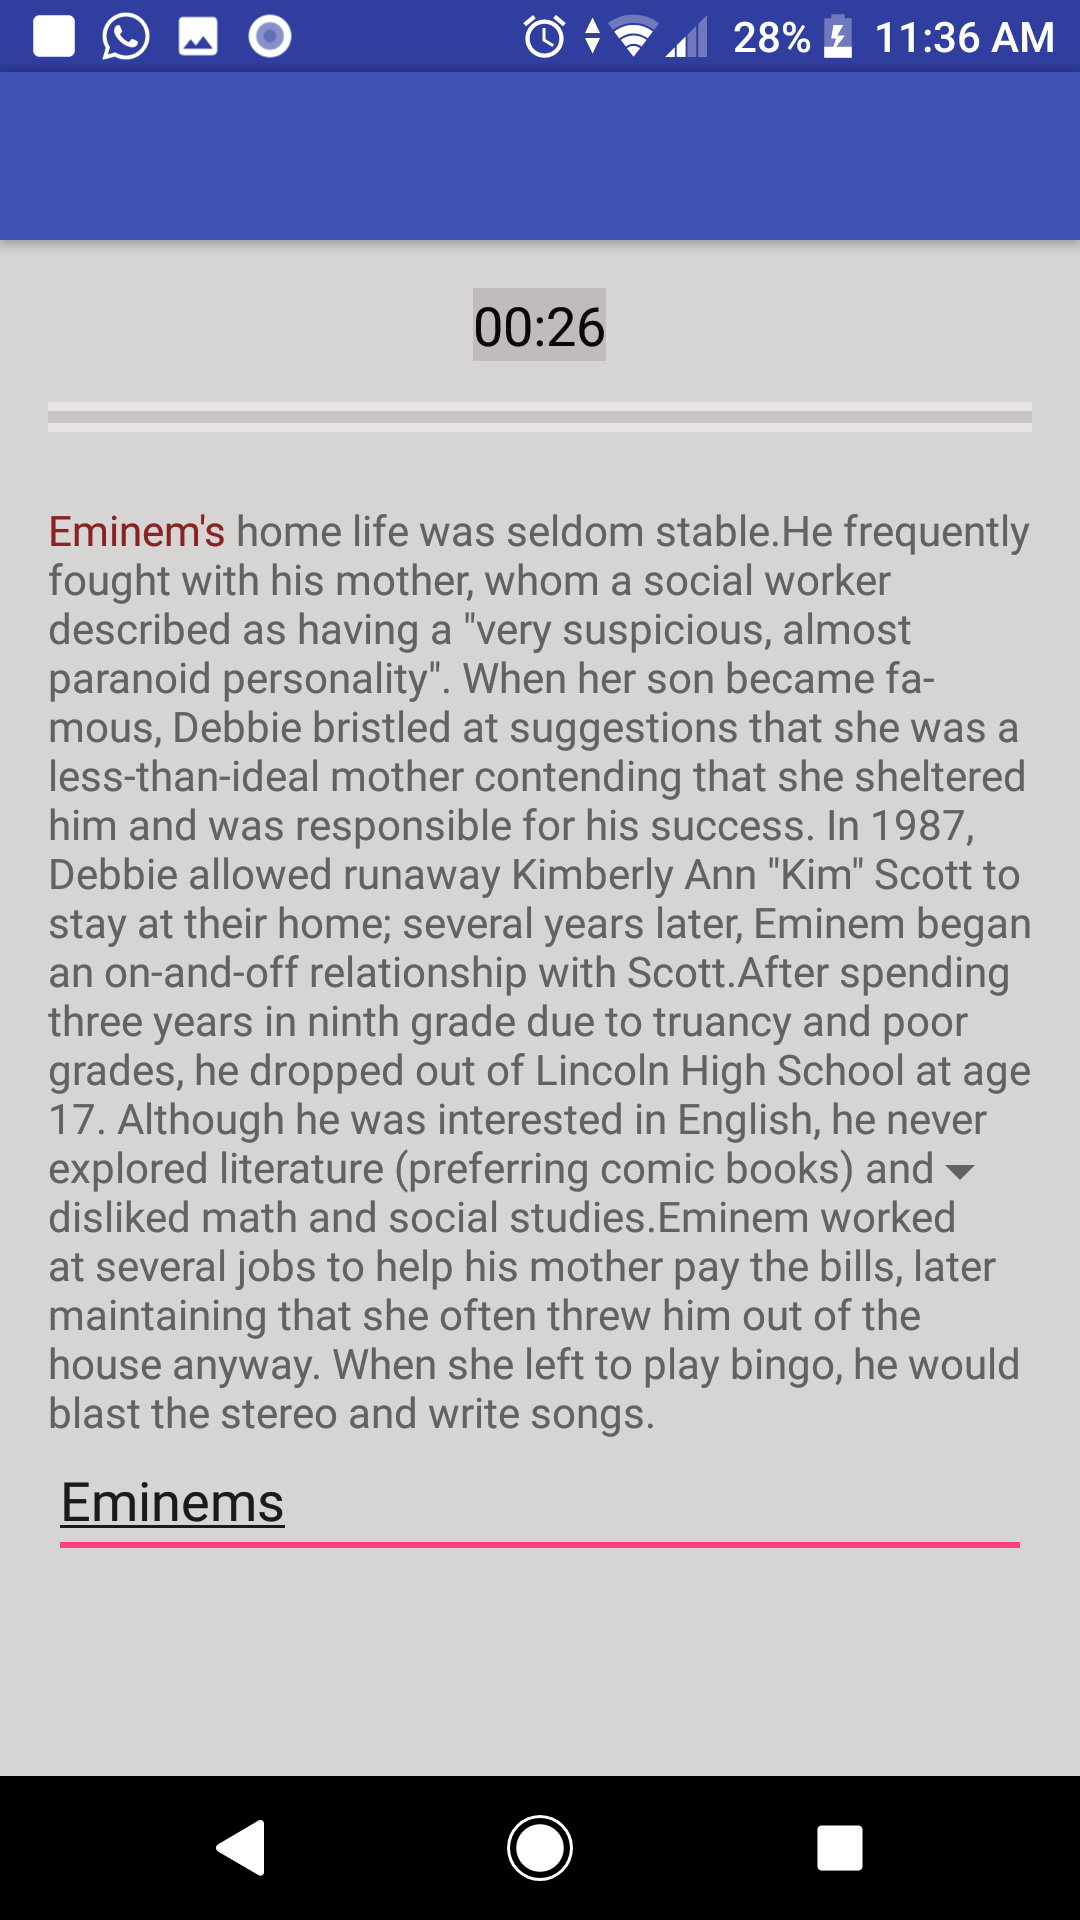 28% 11:36 AM
00:26
Eminem's home life was seldom stable.He frequently
fought with his mother, whom a social worker
described as having a "very suspicious, almost
paranoid personality". When her son became fa-
mous, Debbie bristled at suggestions that she was a
less-than-ideal mother contending that she sheltered
him and was responsible for his success. In 1987,
Debbie allowed runaway Kimberly Ann "Kim" Scott to
stay at their home; several years later, Eminem began
an on-and-off relationship with Scott.After spending
three years in ninth grade due to truancy and poor
grades, he dropped out of Lincoln High School at age
17. Although he was interested in English, he never
explored literature (preferring comic books) and
disliked math and social studies.Eminem worked
at several jobs to help his mother pay the bills, later
maintaining that she often threw him out of the
house anyway. When she left to play bingo, he would
blast the stereo and write songs.
Eminems